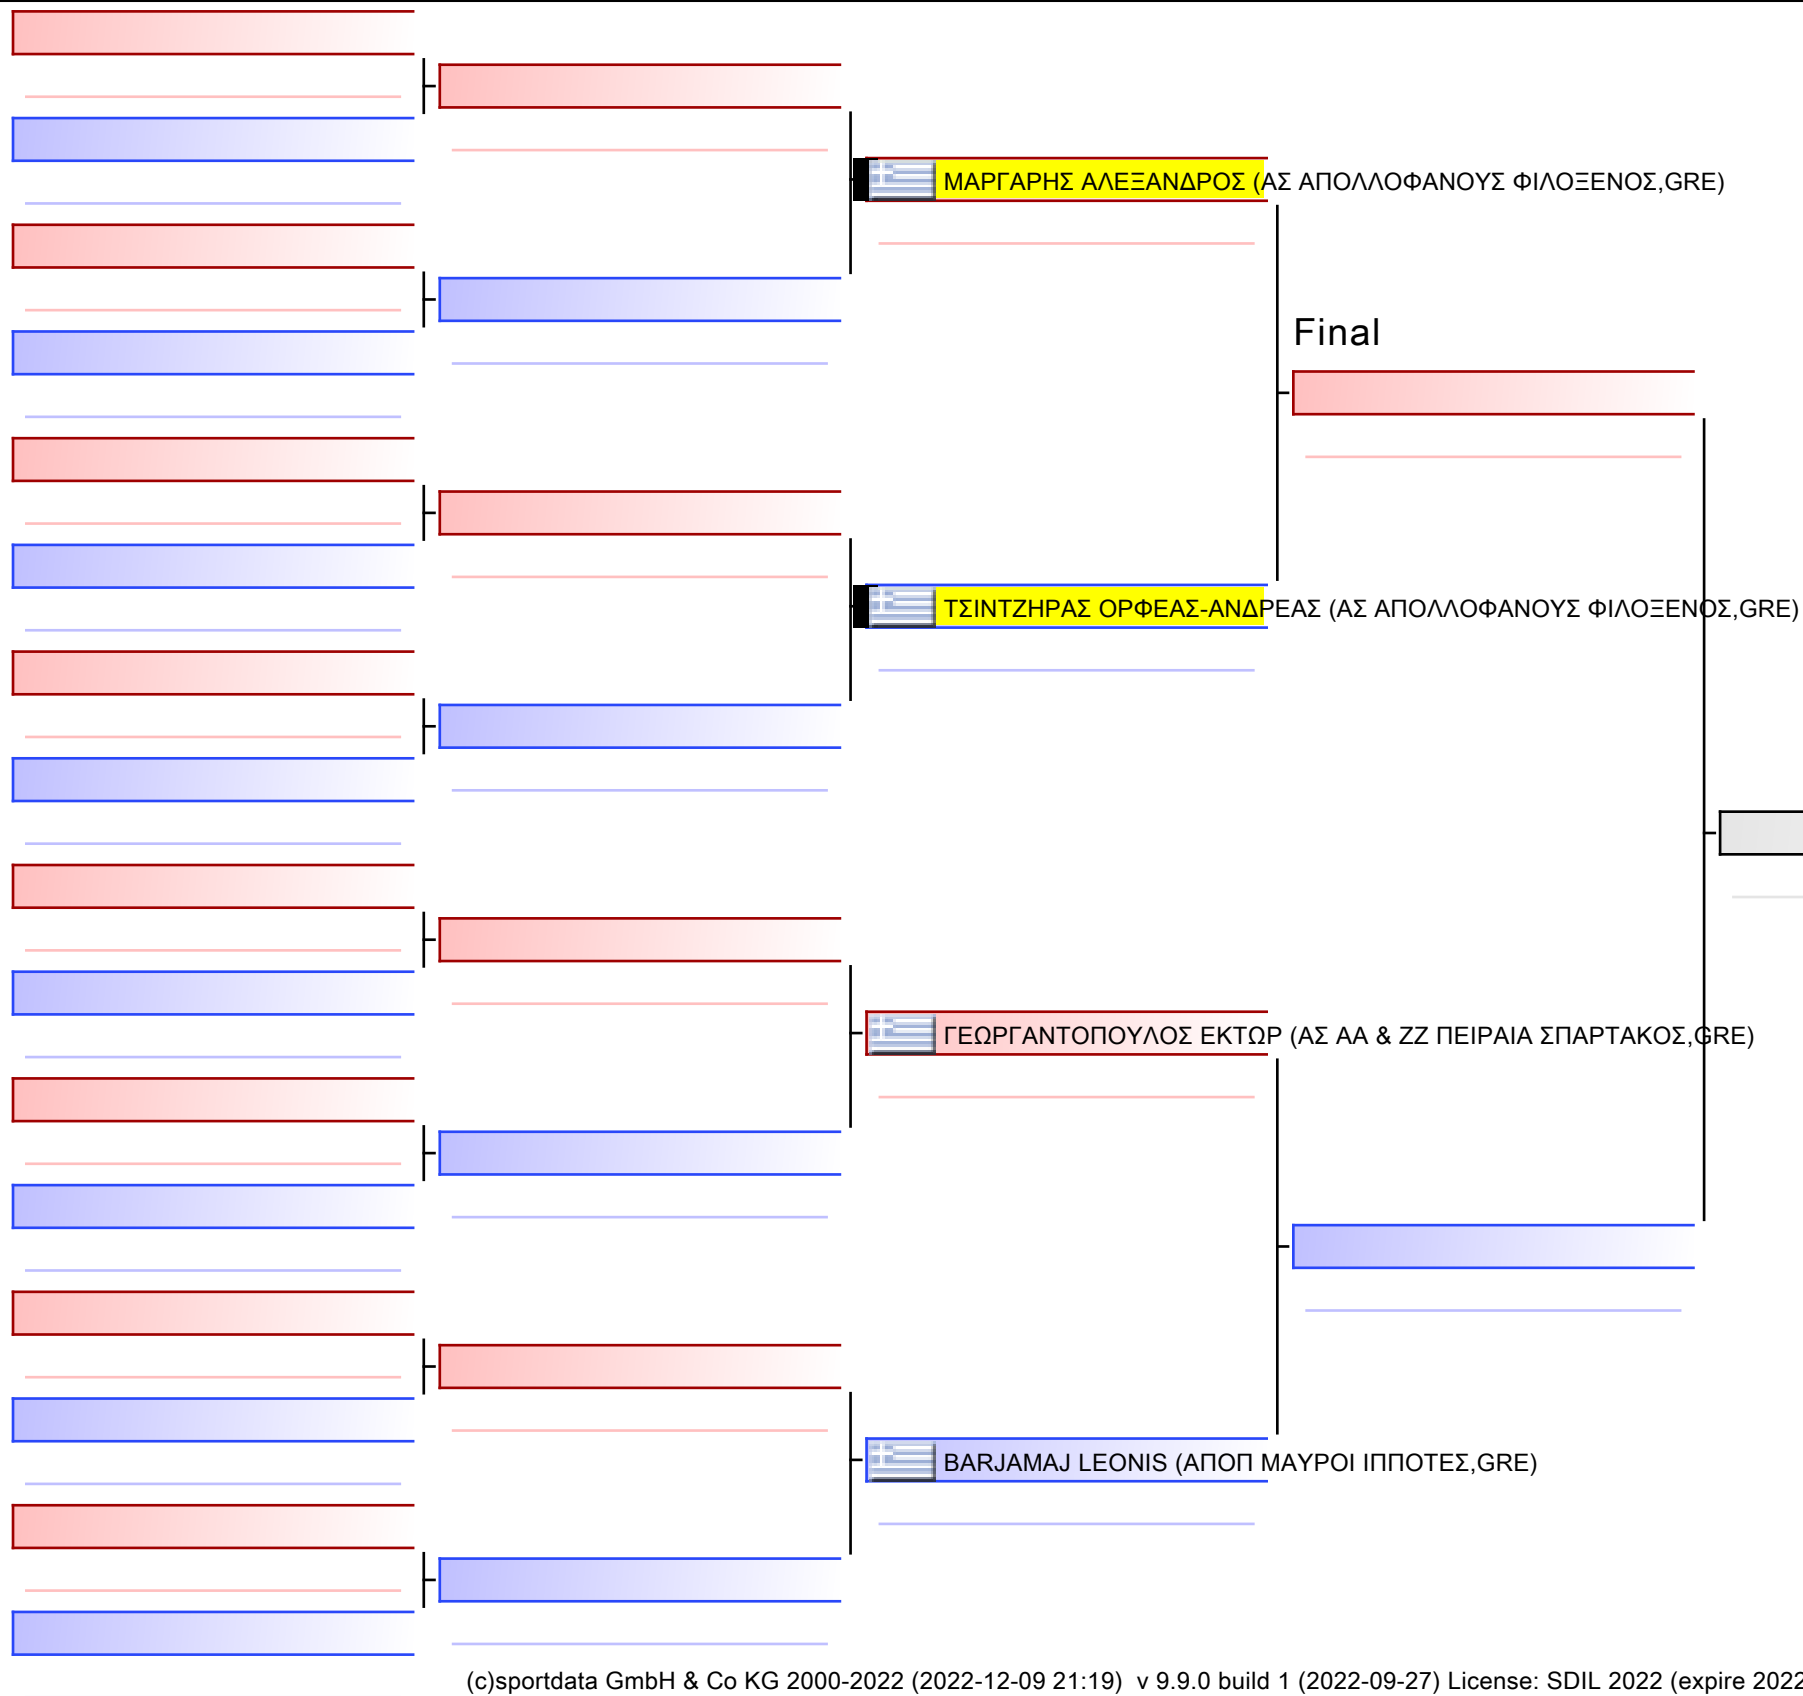 ΜΑΡΓΑΡΗΣ ΑΛΕΞΑΝΔΡΟΣ (ΑΣ ΑΠΟΛΛΟΦΑΝΟΥΣ ΦΙΛΟΞΕΝΟΣ,GRE)
Final
ΤΣΙΝΤΖΗΡΑΣ ΟΡΦΕΑΣ-ΑΝΔΡΕΑΣ (ΑΣ ΑΠΟΛΛΟΦΑΝΟΥΣ ΦΙΛΟΞΕΝΟΣ,GRE)
ΓΕΩΡΓΑΝΤΟΠΟΥΛΟΣ ΕΚΤΩΡ (ΑΣ ΑΑ & ΖΖ ΠΕΙΡΑΙΑ ΣΠΑΡΤΑΚΟΣ,GRE)
BARJAMAJ LEONIS (ΑΠΟΠ ΜΑΥΡΟΙ ΙΠΠΟΤΕΣ,GRE)
(c)sportdata GmbH & Co KG 2000-2022 (2022-12-09 21:19) v 9.9.0 build 1 (2022-09-27) License: SDIL 2022 (expire 2022